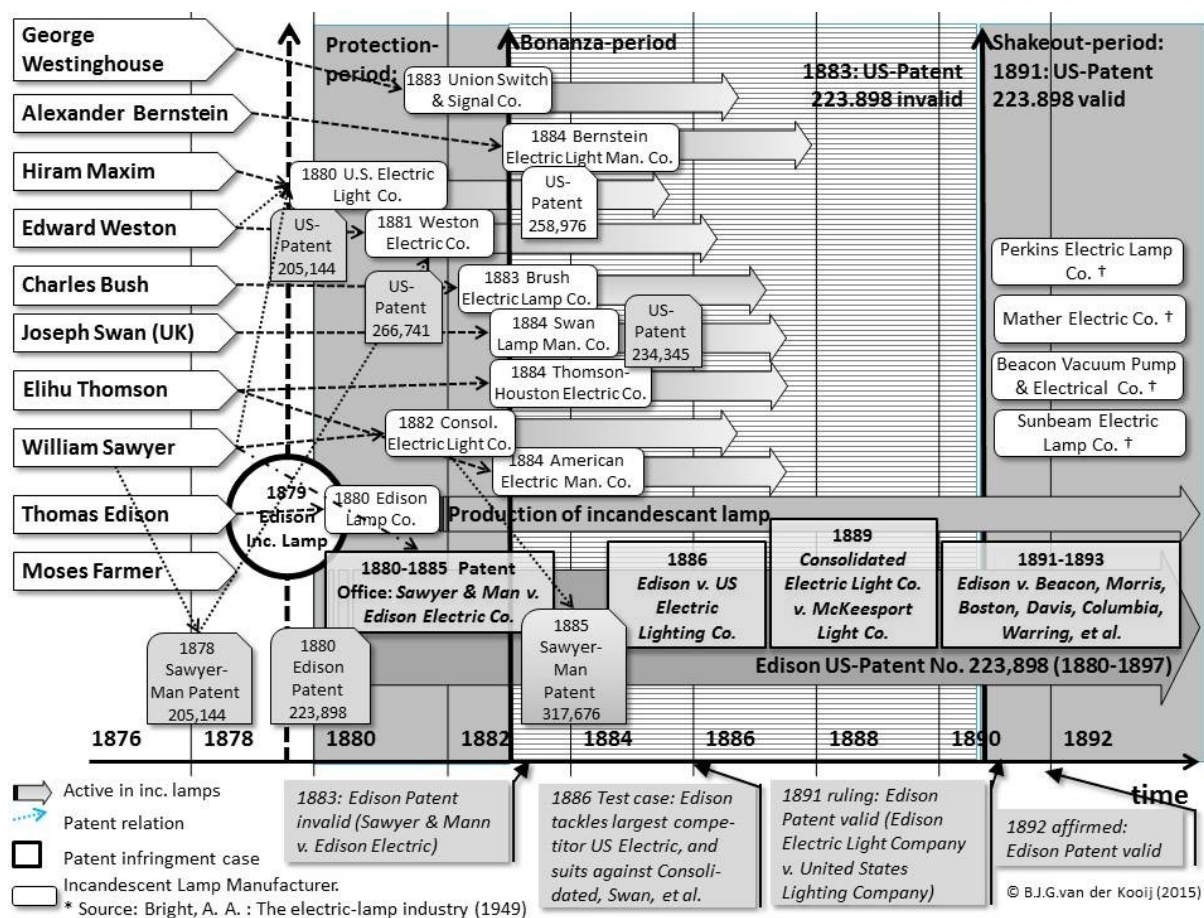 George
Westinghouse
Alexander Bernstein
Hiram Maxim
Edward Weston
Charles Bush
Joseph Swan (UK)
Elihu Thomson
William Sawyer
Thomas Edison
Moses Farmer
Protection-
period:
Bonanza-period
1883: US-Patent
223.898 invalid
Shakeout-period:
1891: US-Patent
223.898 valid
1883 Union Switch
& Signal Co.
1884 Bernstein
Electric Light Man. Co.
1880 U.S. Electric
Light Co.
US-
Patent
258,976
US-
Patent
205,144
1881 Weston
Electric Co.
US-
Patent
266,741
1883 Brush
Electric Lamp Co.
1884 Swan
Lamp Man. Co.
US-
Patent
234,345
1884 Thomson-
Houston Electric Co.
1882 Consol.
Electric Light Co.
1884 American
Electric Man. Co.
Perkins Electric Lamp
Co. †
Mather Electric Co. †
Beacon Vacuum Pump
& Electrical Co. †
Sunbeam Electric
Lamp Co. †
1879
Edison
Inc. Lamp
1880 Edison
Lamp Co.
Production of incandescant lamp
1880-1885 Patent
Office: Sawyer & Man v.
Edison Electric Co.
1886
Edison v. US
Electric
Lighting Co.
1889
Consolidated
Electric Light Co.
v. McKeesport
Light Co.
1891-1893
Edison v. Beacon, Morris,
Boston, Davis, Columbia,
Warring, et al.
1878
Sawyer-
Man Patent
205,144
1880
Edison
Patent
223,898
1885
Sawyer-
Man
Patent
317,676
Edison US-Patent No. 223,898 (1880-1897)
1876 1878 1880 1882 1884 1886 1888 1890 1892
time
Active in inc. lamps
Patent relation
Patent infringment case
Incandescent Lamp Manufacturer.
* Source: Bright, A. A. : The electric-lamp industry (1949)
1883: Edison Patent
invalid (Sawyer & Mann
v. Edison Electric)
1886 Test case: Edison
tackles largest compe-
titor US Electric, and
suits against Consoli-
dated, Swan, et al.
1891 ruling: Edison
Patent valid (Edison
Electric Light Company
v. United States
Lighting Company)
1892 affirmed:
Edison Patent valid
© B.J.G.van der Kooij (2015)